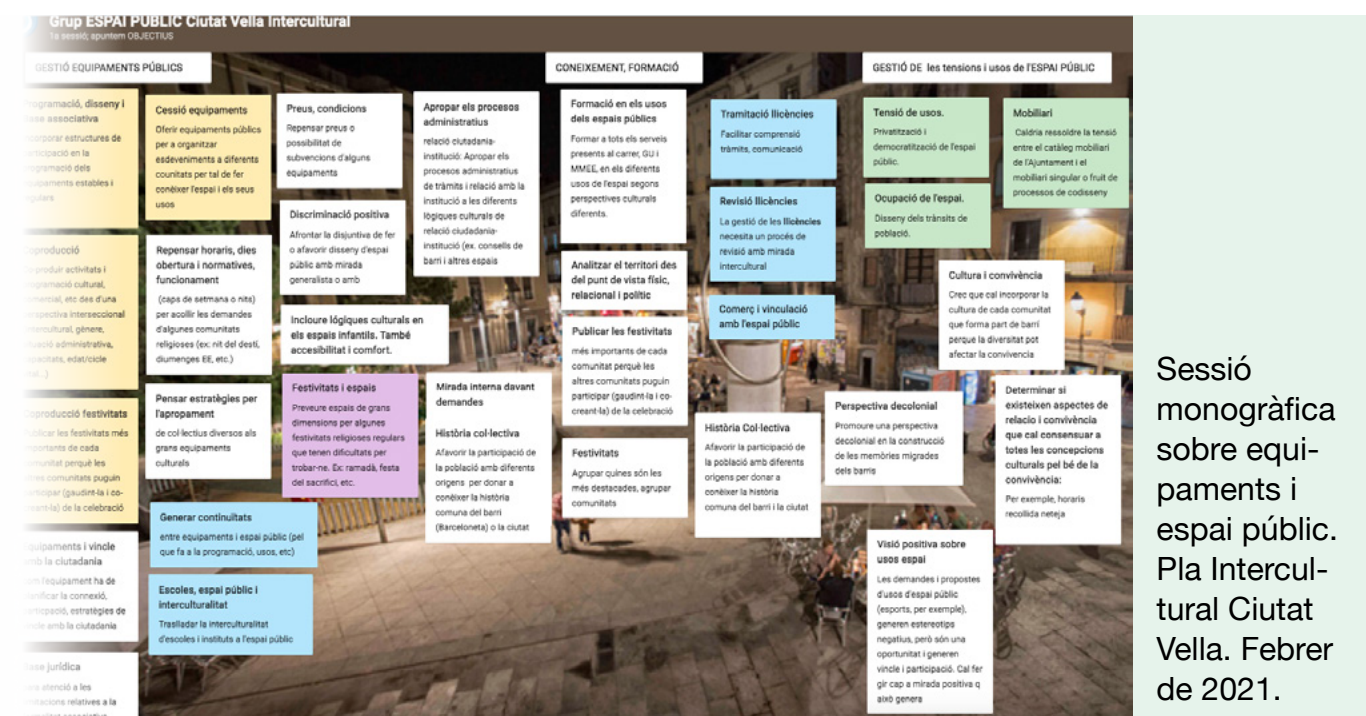 Grup ESPAI PÚBLIC Ciutat Vella Intercultural
1a sessió; apuntem OBJECTIUS
GESTIÓ EQUIPAMENTS PÚBLICS
disseny i
base associativa
estructures de
en la
dels
estables i
Coproducció
activitats i
cultural,
etc des d'una
interseccional
gènere,
administrativa,
edat/cicle
Coproducció festivitats
Publicar les festivitats més
importants de cada
comunitat perquè les
altres comunitats puguin
participar (gaudint-la i co-
creant-la) de la celebració
Equipaments i vincle
amb la ciutadania
l'equipament ha de
la connexió,
estratègies de
vincle amb la ciutadania
Base jurídica
atenció a les
relatives a la
Cessió equipaments
Oferir equipaments públics
per a organitzar
esdeveniments a diferents
counitats per tal de fer
conèixer l'espai i els seus
usos
Repensar horaris, dies
obertura i normatives,
funcionament
(caps de setmana o nits)
per acollir les demandes
d'algunes comunitats
religioses (ex: nit del destí,
diumenges EE, etc.)
Pensar estratègies per
l'apropament
de col·lectius diversos als
grans equipaments
culturals
Generar continuïtats
entre equipaments i espai públic (pel
que fa a la programació, usos, etc)
Escoles, espai públic i
interculturalitat
Traslladar la interculturalitat
d'escoles i instituts a l'espai públic
Preus, condicions
Repensar preus o
possibilitat de
subvencions d'alguns
equipaments
Discriminació positiva
Afrontar la disjuntiva de fer
o afavorir disseny d'espai
públic amb mirada
generalista o amb
Incloure lógiques culturals en
els espais infantils. També
accesibilitat i comfort.
Festivitats i espais
Preveure espais de grans
dimensions per algunes
festivitats religioses regulars
que tenen dificultats per
trobar-ne. Éx: ramadà, festa
del sacrifici, etc.
Apropar els procesos
administratius
relació ciutadania-
institució: Apropar els
procesos administratius
de tràmits i relació amb la
institució a les diferents
lògiques culturals de
relació ciudadania-
institució (ex. consells de
barri i altres espais
Mirada interna davant
demandes
Història col·lectiva
Afavorir la participació de
la població amb diferents
origens per donar a
conèixer la història
comuna del barri
(Barceloneta) o la ciutat
CONEIXEMENT, FORMACIÓ
Formació en els usos
dels espais públics
Formar a tots els serveis
presents al carrer, GU i
MMEE, en els diferents
usos de l'espai segons
perspectives culturals
diferents.
Analitzar el territori des
del punt de vista físic,
relacional i polític
Publicar les festivitats
més importants de cada
comunitat perquè les
altres comunitats puguin
participar (gaudint-la i co-
creant-la) de la celebració
Festivitats
Agrupar quines són les
més destacades, agrupar
comunitats
Tramitació llicències
Facilitar comprensió
tràmits, comunicació
Revisió llicències
La gestió de les llicències
necesita un procés de
revisió amb mirada
intercultural
Comerç i vinculació
amb l'espai públic
Història Col·lectiva
Afavorir la participació de
la població amb diferents
orígens per donar a
conèixer la història
comuna del barri i la ciutat
GESTIÓ DE les tensions i usos de l'ESPAI PÚBLIC
Tensió de usos.
Privatització i
democratització de l'espai
públic.
Ocupació de l'espai.
Disseny dels trànsits de
població.
Mobiliari
Caldria ressoldre la tensió
entre el catàleg mobiliari
de l'Ajuntament i el
mobiliari singular o fruit de
processos de codisseny
Cultura i convivència
Crec que cal incorporar la
cultura de cada comunitat
que forma part de barri
perque la diversitat pot
afectar la convivencia
Perspectiva decolonial
Promoure una perspectiva
decolonial en la construcció
de les memòries migrades
dels barris
Determinar si
existeixen aspectes de
relacio i convivència
que cal consensuar a
totes les concepcions
culturals pel bé de la
convivència:
Per exemple, horaris
recollida neteja
Visió positiva sobre
usos espai
Les demandes i propostes
d'usos d'espai públic
(esports, per exemple),
generen estereotips
negatius, però són una
oportunitat i generen
vincle i participació. Cal fer
gir cap a mirada positiva q
això genera
Sessió
monogràfica
sobre equi-
paments i
espai públic.
Pla Intercul-
tural Ciutat
Vella. Febrer
de 2021.